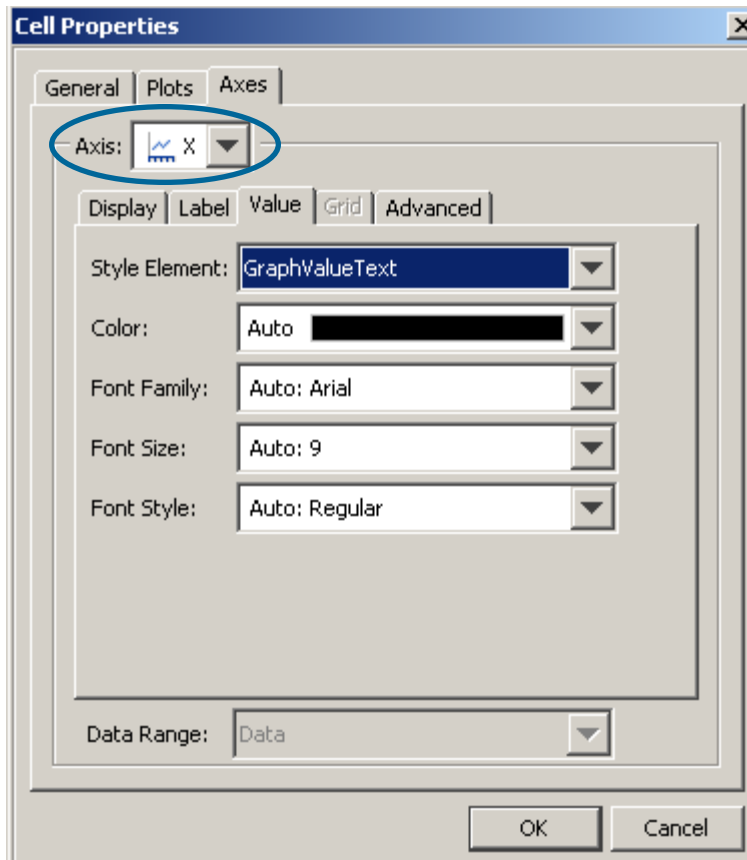 Cell Properties
General Plots Axes
Axis: X
Display Label Value Grid Advanced
Style Element: GraphValueText
Color: Auto
Font Family: Auto: Arial
Font Size: Auto: 9
Font Style: Auto: Regular
Data Range: Data
OK Cancel